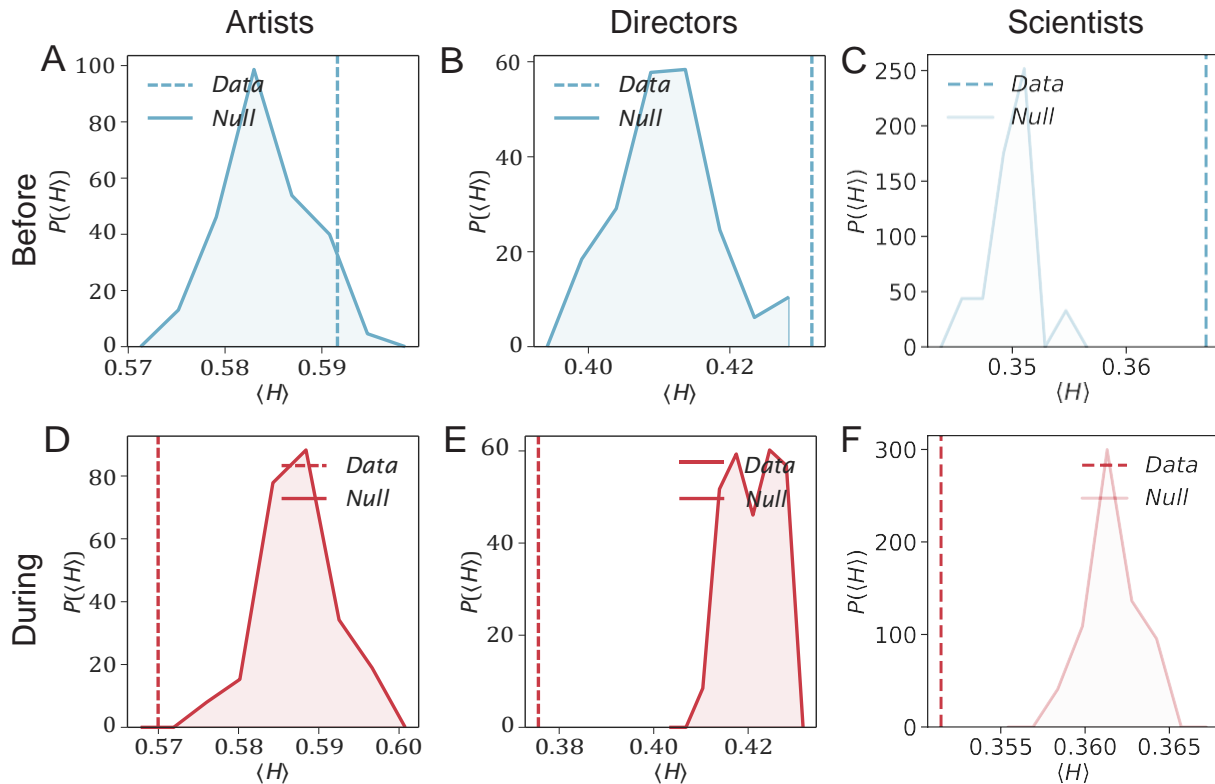 Artists
Directors
Scientists
Before
During
A
P(⟨H⟩)
100
80
60
40
20
0
Data
Null
0.57 0.58 0.59
⟨H⟩
B
P(⟨H⟩)
60
40
20
0
Data
Null
0.40 0.42
⟨H⟩
C
P(⟨H⟩)
250
200
150
100
50
0
Data
Null
0.35 0.36
⟨H⟩
D
P(⟨H⟩)
80
60
40
20
0
Data
Null
0.57 0.58 0.59 0.60
⟨H⟩
E
P(⟨H⟩)
60
40
20
0
Data
Null
0.38 0.40 0.42
⟨H⟩
F
P(⟨H⟩)
300
200
100
0
Data
Null
0.355 0.360 0.365
⟨H⟩